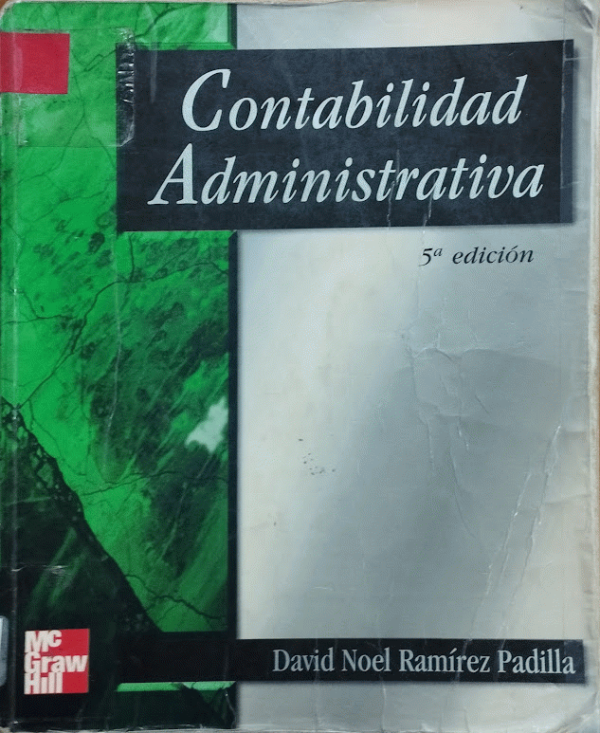 Contabilidad
Administrativa
5ª edición
Mc
Graw
Hill
David Noel Ramírez Padilla